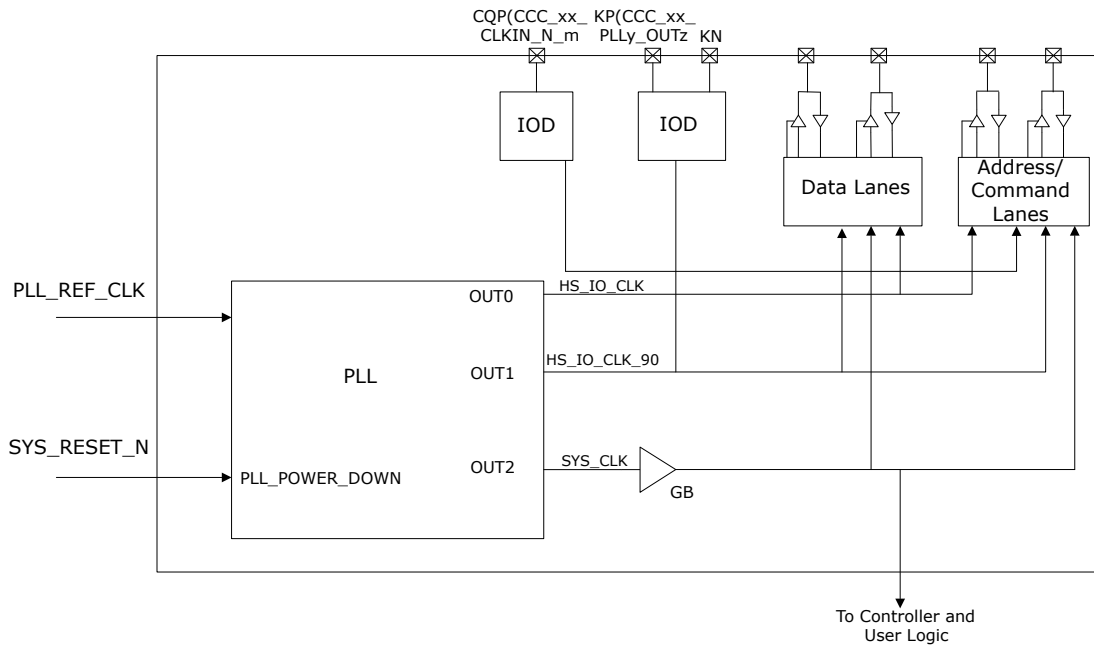 CQP(CCC_xx_
CLKIN_N_m
KP(CCC_xx_
PLLy_OUTz
KN
IOD
IOD
Data Lanes
Address/
Command
Lanes
PLL_REF_CLK
OUT0
HS_IO_CLK
PLL
OUT1
HS_IO_CLK_90
SYS_RESET_N
PLL_POWER_DOWN
OUT2
SYS_CLK
GB
To Controller and
User Logic